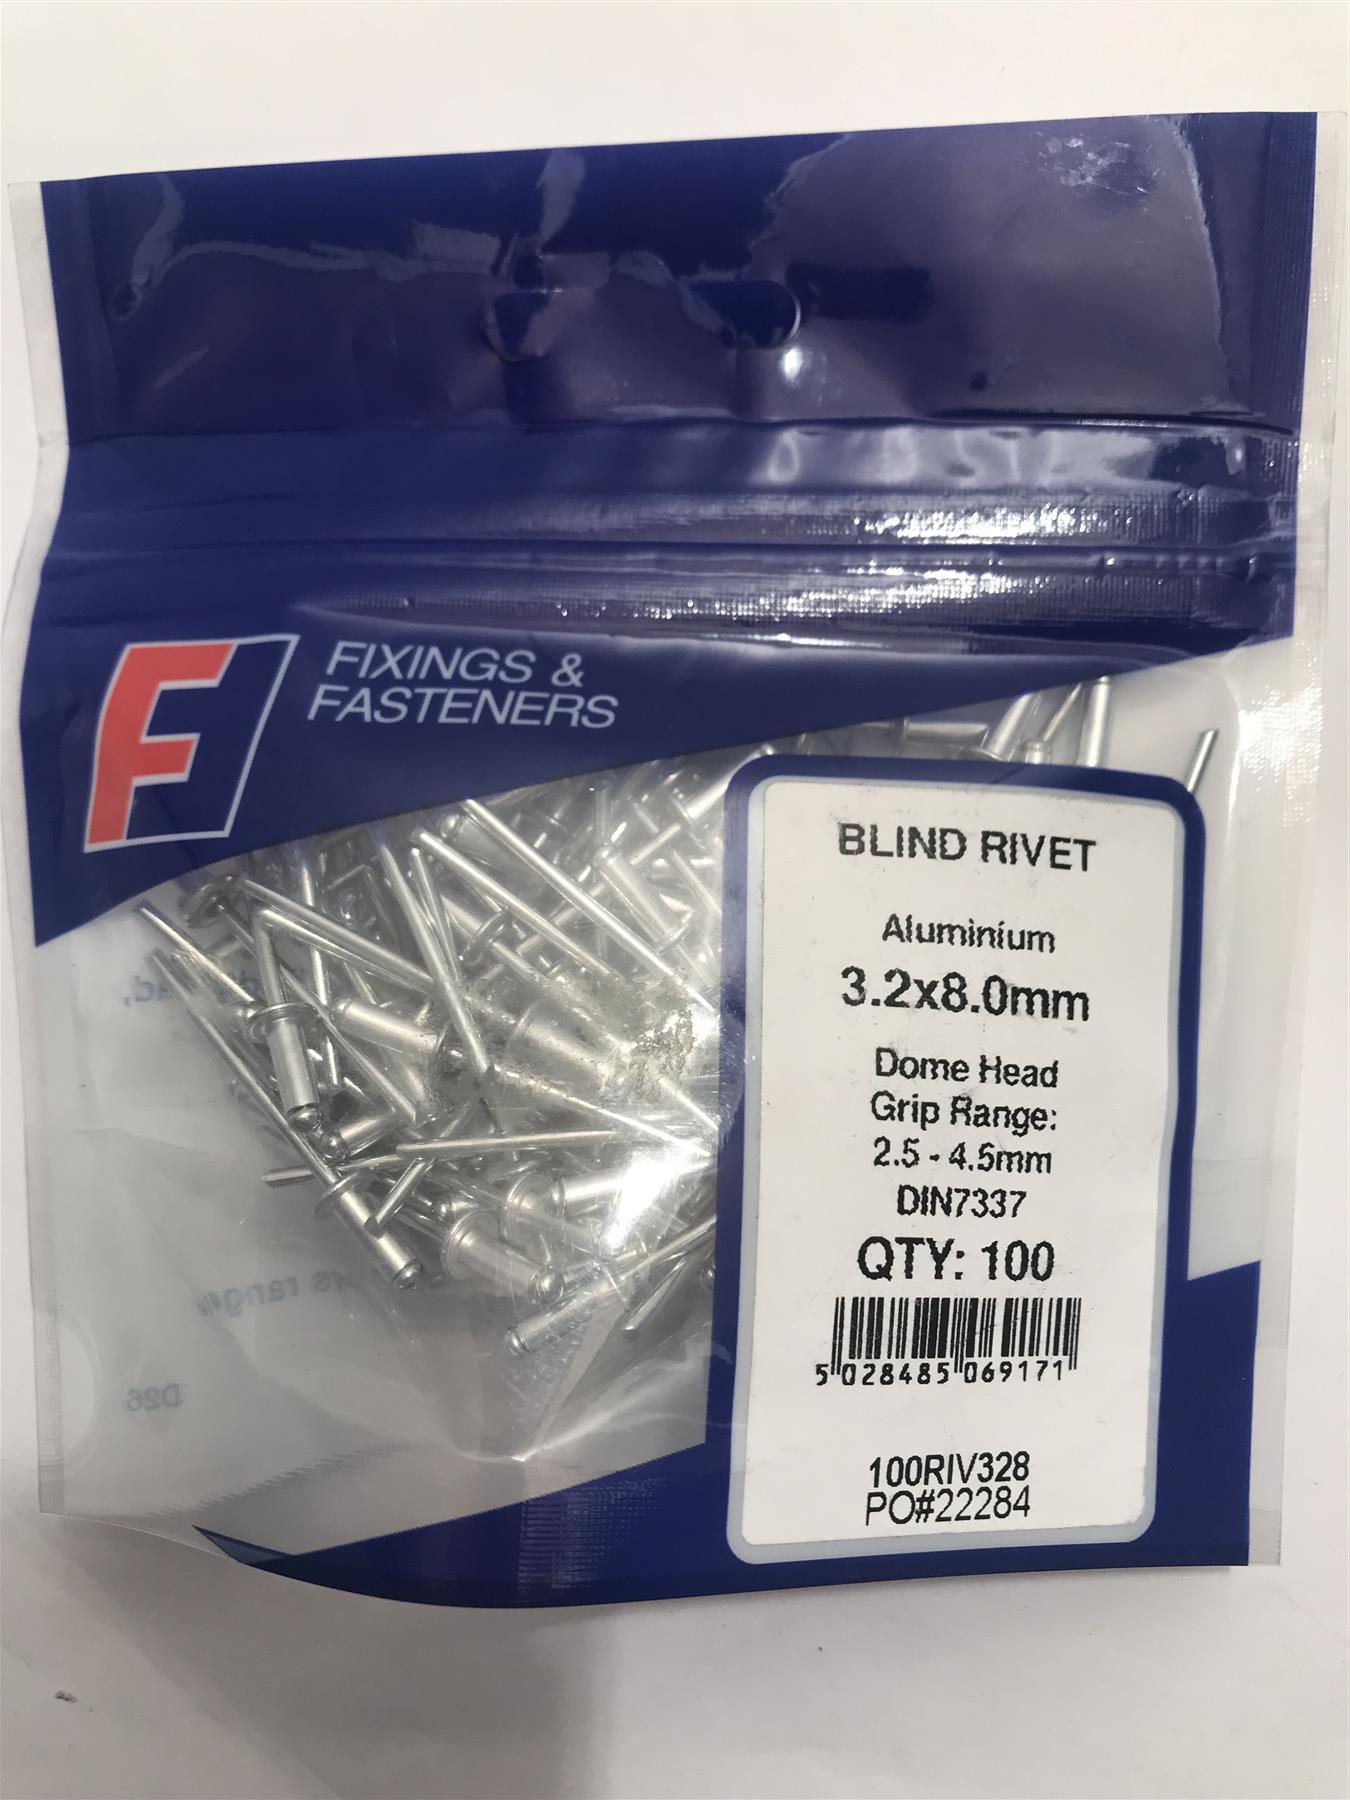 F
FIXINGS &
FASTENERS
BLIND RIVET
Aluminium
3.2x8.0mm
Dome Head
Grip Range:
2.5 - 4.5mm
DIN7337
QTY: 100
5 028485 069171
100RIV328
PO#22284